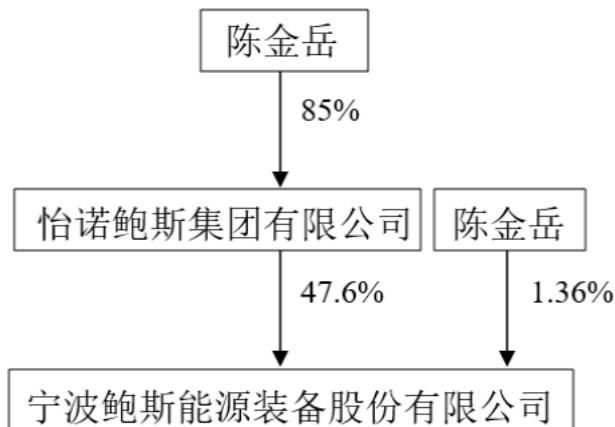 陈金岳
85%
怡诺鲍斯集团有限公司
陈金岳
47.6%
1.36%
宁波鲍斯能源装备股份有限公司